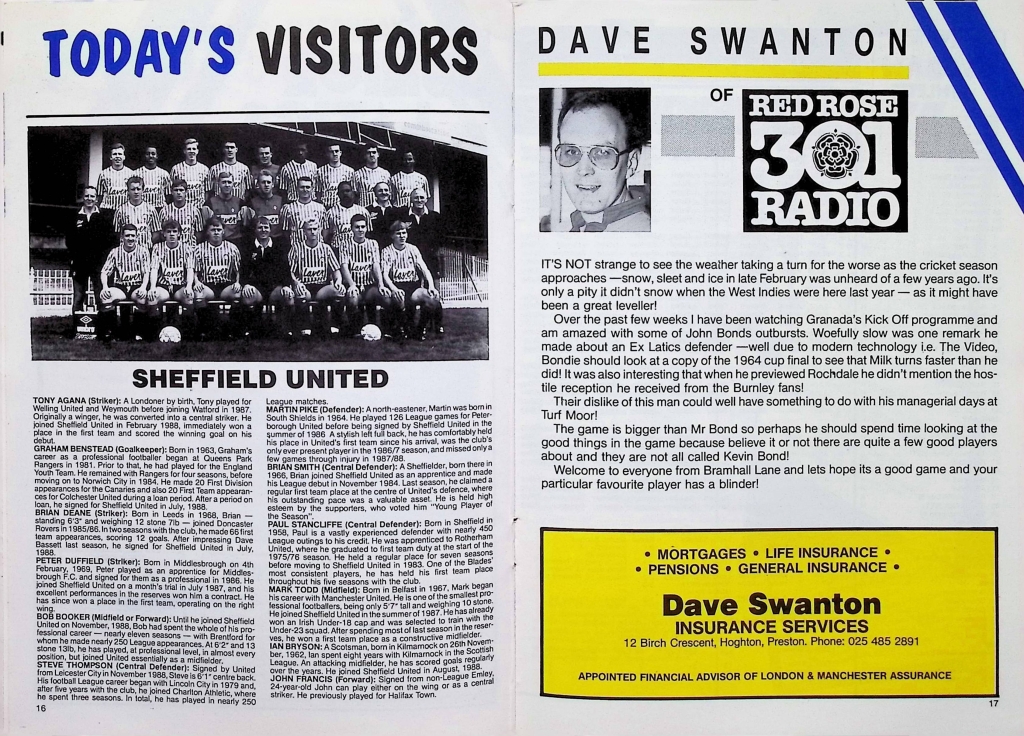 TODAY'S VISITORS
SHEFFIELD UNITED
TONY AGANA (Striker): A Londoner by birth, Tony played for
Welling United and Weymouth before joining Watford in 1987.
Originally a winger, he was converted into a central striker. He
joined Sheffield United in February 1988, immediately won a
place in the first team and scored the winning goal on his
debut.
GRAHAM BENSTEAD (Goalkeeper): Born in 1963, Graham's
career as a professional footballer began at Queens Park
Rangers in 1981. Prior to that, he had played for the England
Youth Team. He remained with Rangers for four seasons, before
moving on to Norwich City in 1984. He made 20 First Division
appearances for the Canaries and also 20 First Team appearan-
ces for Colchester United during a loan period. After a period on
loan, he signed for Sheffield United in July, 1988.
BRIAN DEANE (Striker): Born in Leeds in 1968, Brian —
standing 6'3" and weighing 12 stone 7lb — joined Doncaster
Rovers in 1985/86. In two seasons with the club, he made 66 first
team appearances, scoring 12 goals. After impressing Dave
Bassett last season, he signed for Sheffield United in July,
1988.
PETER DUFFIELD (Striker): Born in Middlesbrough on 4th
February, 1969, Peter played as an apprentice for Middles-
brough F.C. and signed for them as a professional in 1986. He
joined Sheffield United on a month's trial in July 1987, and his
excellent performances in the reserves won him a contract. He
has since won a place in the first team, operating on the right
wing.
BOB BOOKER (Midfield or Forward): Until he joined Sheffield
United on November, 1988, Bob had spent the whole of his pro-
fessional career — nearly eleven seasons — with Brentford for
whom he made nearly 250 League appearances. At 6'2" and 13
stone 13lb, he has played, at professional level, in almost every
position, but joined United essentially as a midfielder.
STEVE THOMPSON (Central Defender): Signed by United
from Leicester City in November 1988, Steve is 6'1" centre back.
His football League career began with Lincoln City in 1979 and,
after five years with the club, he joined Charlton Athletic, where
he spent three seasons. In total, he has played in nearly 250
16
League matches.
MARTIN PIKE (Defender): A north-easterner, Martin was born in
South Shields in 1964. He played 126 League games for Peter-
borough United before being signed by Sheffield United in the
summer of 1986 A stylish left full back, he has comfortably held
his place in United's first team since his arrival, was the club's
only ever present player in the 1986/7 season, and missed only a
few games through injury in 1987/88.
BRIAN SMITH (Central Defender): A Sheffielder, born there in
1966, Brian joined Sheffield United as an apprentice and made
his League debut in November 1984. Last season, he claimed a
regular first team place at the centre of United's defence, where
his outstanding pace was a valuable asset. He is held high
esteem by the supporters, who voted him "Young Player of
the Season".
PAUL STANCLIFFE (Central Defender): Born in Sheffield in
1958, Paul is a vastly experienced defender with nearly 450
League outings to his credit. He was apprenticed to Rotherham
United, where he graduated to first team duty at the start of the
1975/76 season. He held a regular place for seven seasons
before moving to Sheffield United in 1983. One of the Blades'
most consistent players, he has held his first team place
throughout his five seasons with the club.
MARK TODD (Midfield): Born in Belfast in 1967, Mark began
his career with Manchester United. He is one of the smallest pro-
fessional footballers, being only 5'7" tall and weighing 10 stone.
He joined Sheffield United in the summer of 1987. He has already
won an Irish Under-18 cap and was selected to train with the
Under-23 squad. After spending most of last season in the reser-
ves, he won a first team place as a constructive midfielder.
IAN BRYSON: A Scotsman, born in Kilmarnock on 26th Novem-
ber, 1962, Ian spent eight years with Kilmarnock in the Scottish
League. An attacking midfielder, he has scored goals regularly
over the years. He joined Sheffield United in August, 1988.
JOHN FRANCIS (Forward): Signed from non-League Emley,
24-year-old John can play either on the wing or as a central
striker. He previously played for Halifax Town.
DAVE SWANTON
OF
RED ROSE
301
RADIO
IT'S NOT strange to see the weather taking a turn for the worse as the cricket season
approaches —snow, sleet and ice in late February was unheard of a few years ago. It's
only a pity it didn't snow when the West Indies were here last year — as it might have
been a great leveller!
Over the past few weeks I have been watching Granada's Kick Off programme and
am amazed with some of John Bonds outbursts. Woefully slow was one remark he
made about an Ex Latics defender —well due to modern technology i.e. The Video,
Bondie should look at a copy of the 1964 cup final to see that Milk turns faster than he
did! It was also interesting that when he previewed Rochdale he didn't mention the hos-
tile reception he received from the Burnley fans!
Their dislike of this man could well have something to do with his managerial days at
Turf Moor!
The game is bigger than Mr Bond so perhaps he should spend time looking at the
good things in the game because believe it or not there are quite a few good players
about and they are not all called Kevin Bond!
Welcome to everyone from Bramhall Lane and lets hope its a good game and your
particular favourite player has a blinder!
• MORTGAGES • LIFE INSURANCE •
• PENSIONS • GENERAL INSURANCE •
Dave Swanton
INSURANCE SERVICES
12 Birch Crescent, Hoghton, Preston. Phone: 025 485 2891
APPOINTED FINANCIAL ADVISOR OF LONDON & MANCHESTER ASSURANCE
17